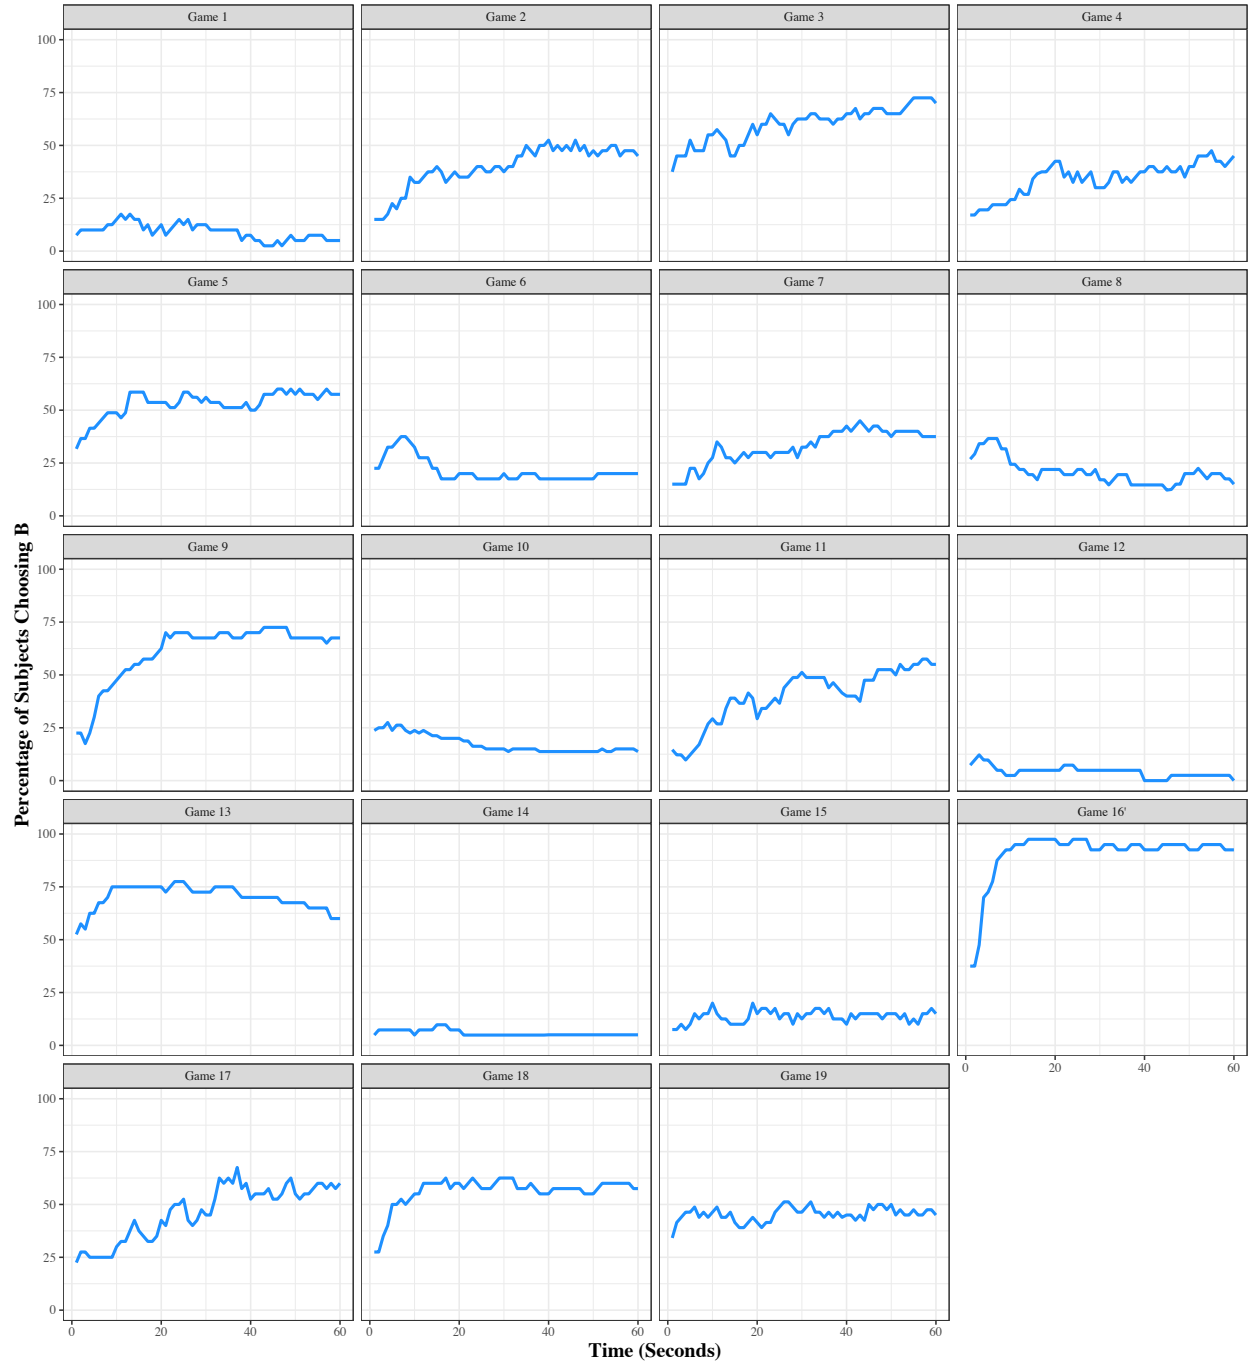 Game 1 Game 2 Game 3 Game 4
100
75
50
25
0
Game 5 Game 6 Game 7 Game 8
100
75
50
25
0
Percentage of Subjects Choosing B
Game 9 Game 10 Game 11 Game 12
100
75
50
25
0
Game 13 Game 14 Game 15 Game 16'
100
75
50
25
0
0 20 40 60
Game 17 Game 18 Game 19
100
75
50
25
0
0 20 40 60 0 20 40 60 0 20 40 60
Time (Seconds)